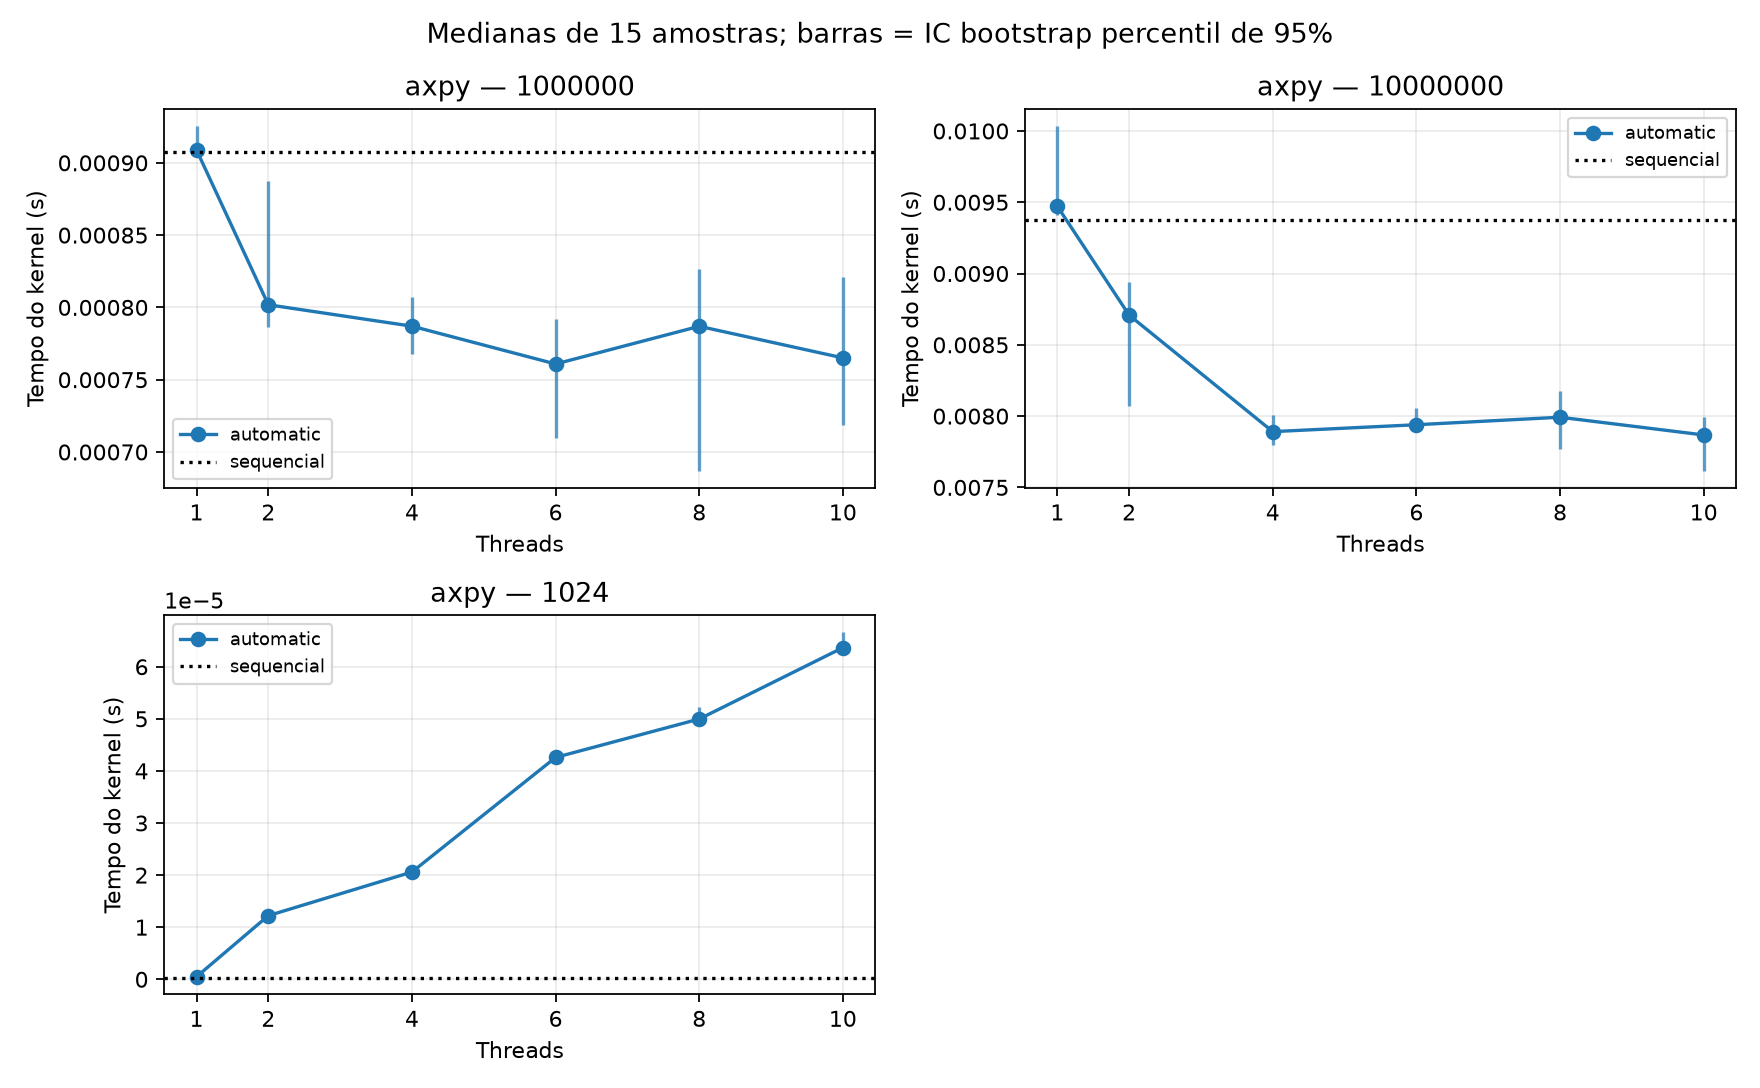 Medianas de 15 amostras; barras = IC bootstrap percentil de 95%
axpy — 1000000
Tempo do kernel (s)
0.00090
0.00085
0.00080
0.00075
0.00070
automatic
sequencial
1 2 4 6 8 10
Threads
axpy — 10000000
Tempo do kernel (s)
0.0100
0.0095
0.0090
0.0085
0.0080
0.0075
automatic
sequencial
1 2 4 6 8 10
Threads
axpy — 1024
1e−5
Tempo do kernel (s)
6
5
4
3
2
1
0
automatic
sequencial
1 2 4 6 8 10
Threads